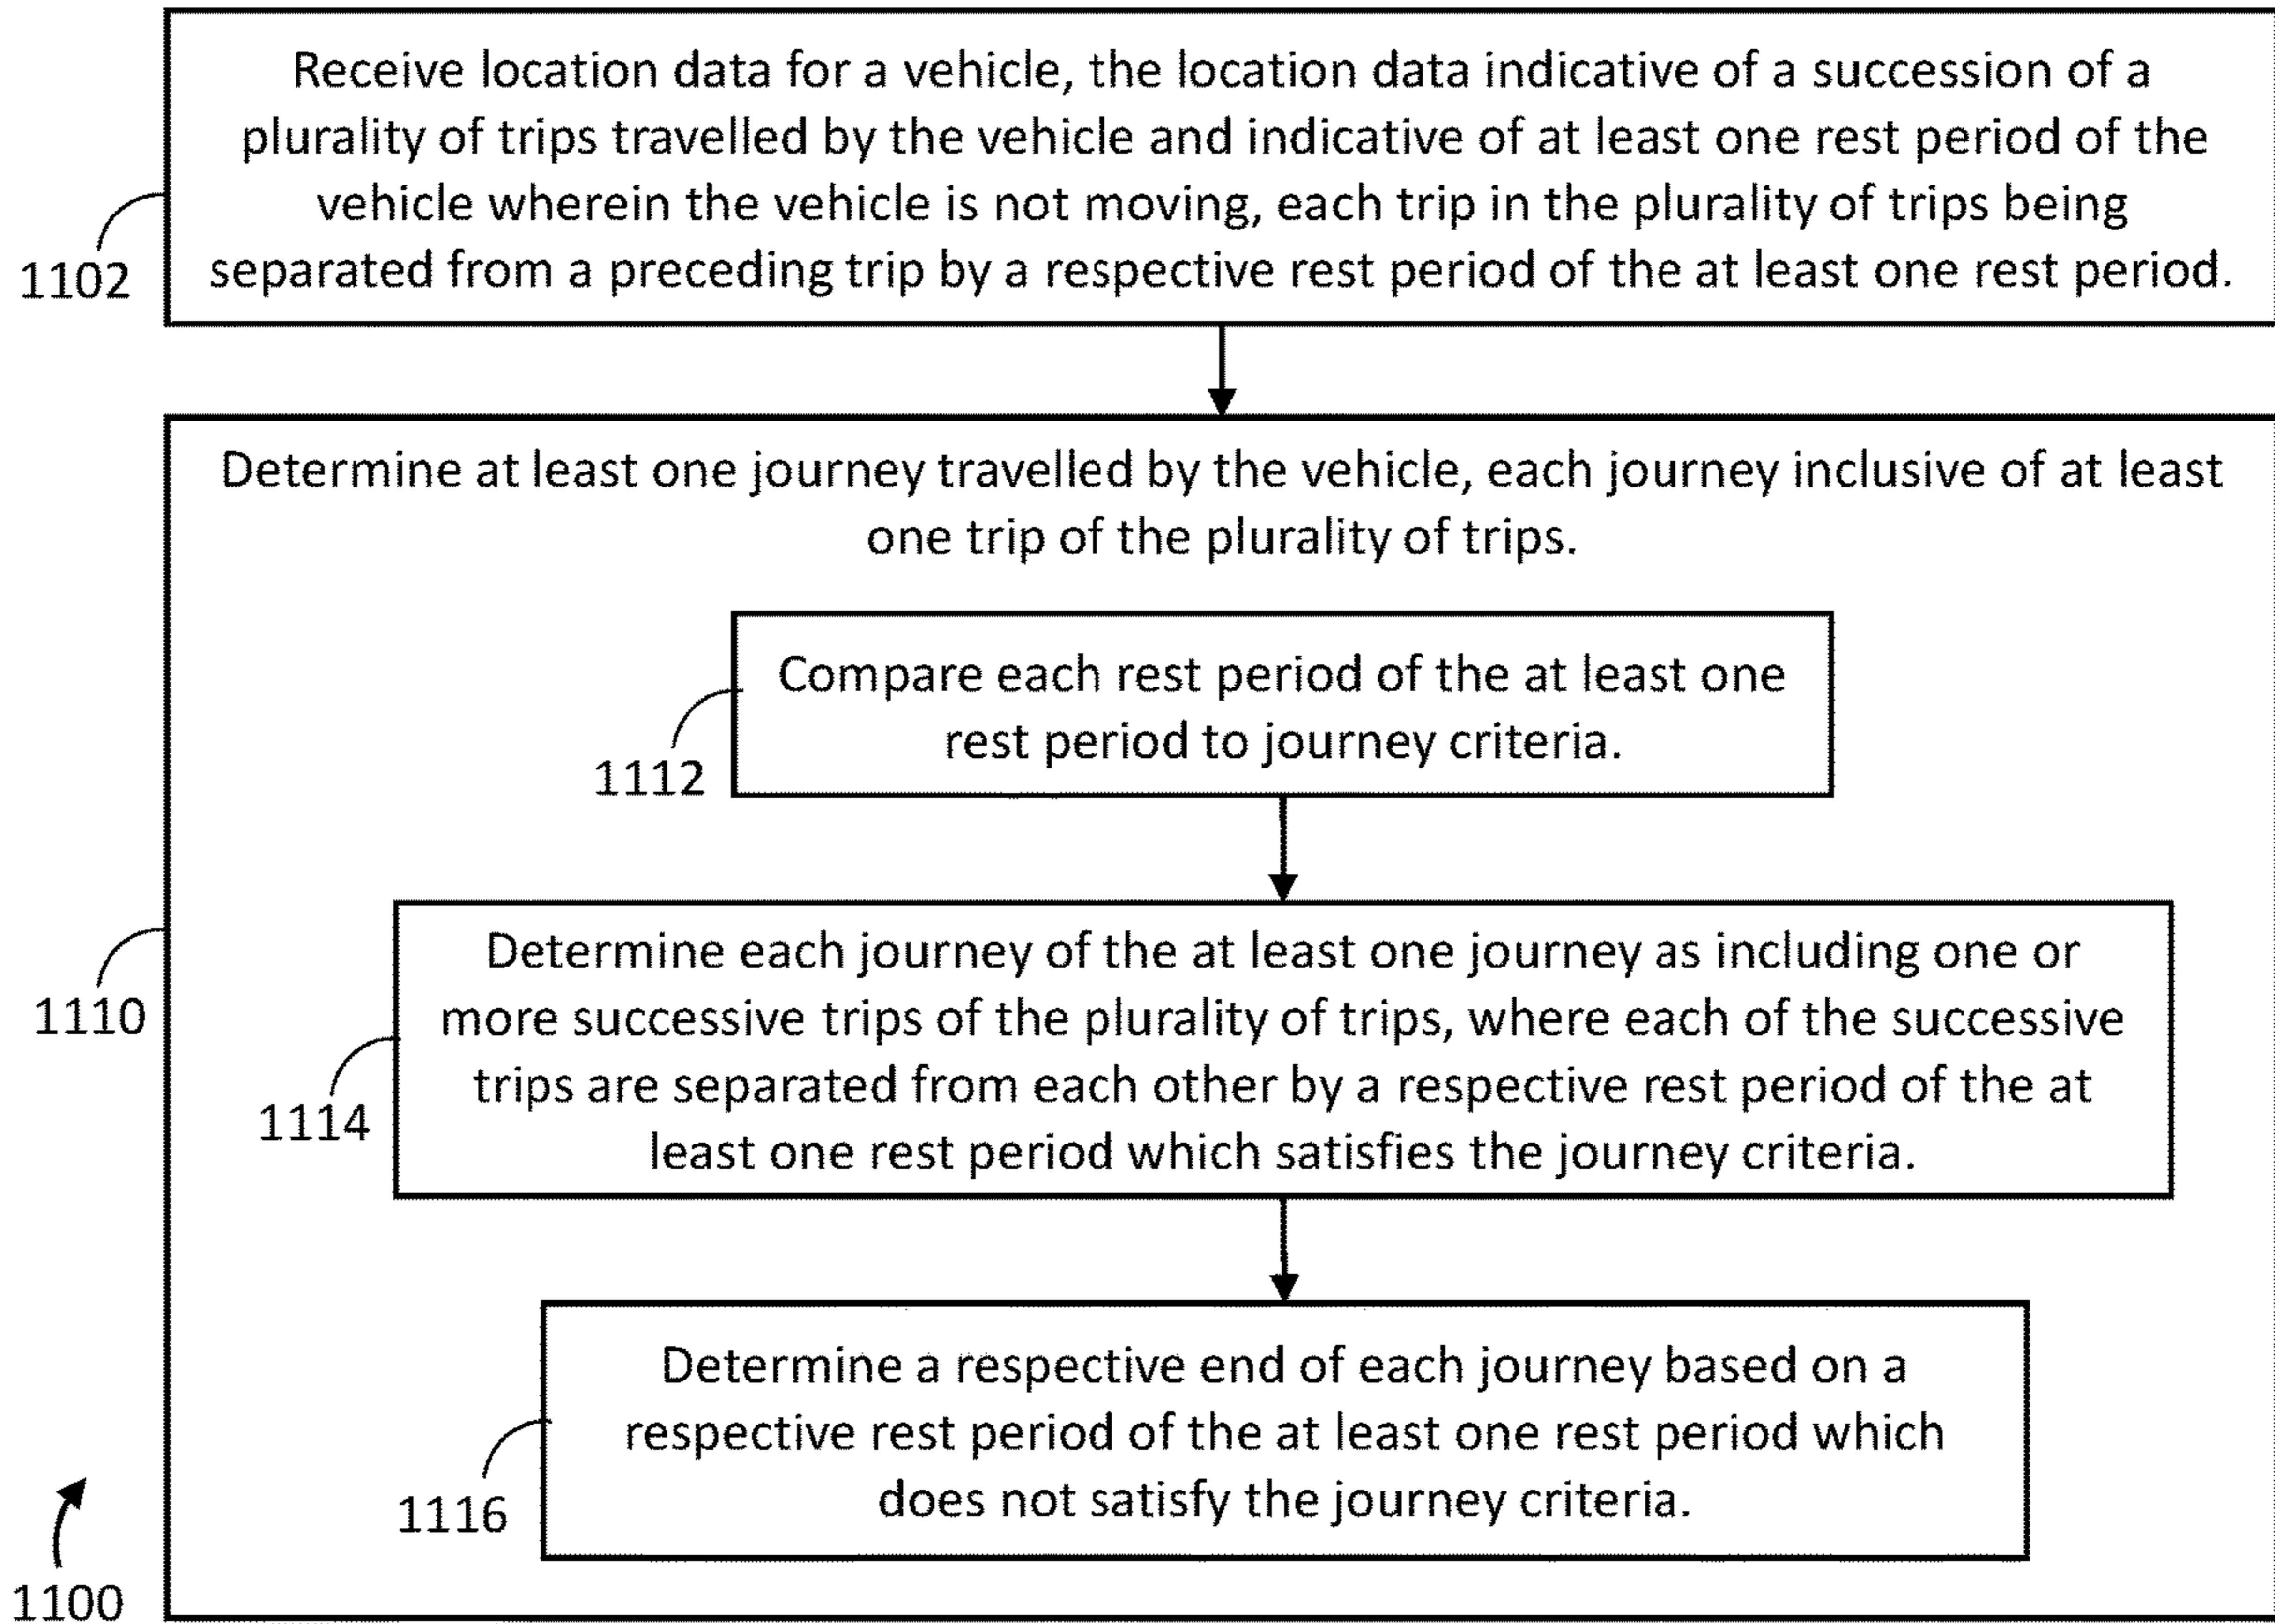 Receive location data for a vehicle, the location data indicative of a succession of a
plurality of trips travelled by the vehicle and indicative of at least one rest period of the
vehicle wherein the vehicle is not moving, each trip in the plurality of trips being
separated from a preceding trip by a respective rest period of the at least one rest period.
1102
Determine at least one journey travelled by the vehicle, each journey inclusive of at least
one trip of the plurality of trips.
Compare each rest period of the at least one
rest period to journey criteria.
1112
Determine each journey of the at least one journey as including one or
more successive trips of the plurality of trips, where each of the successive
trips are separated from each other by a respective rest period of the at
least one rest period which satisfies the journey criteria.
1110
1114
Determine a respective end of each journey based on a
respective rest period of the at least one rest period which
does not satisfy the journey criteria.
1116
1100